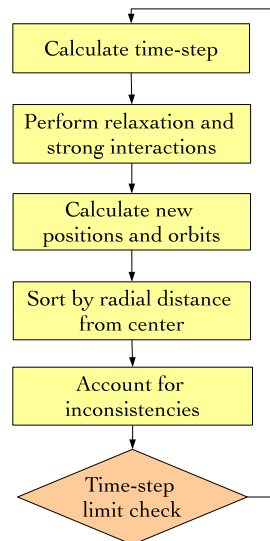 Calculate time-step
Perform relaxation and
strong interactions
Calculate new
positions and orbits
Sort by radial distance
from center
Account for
inconsistencies
Time-step
limit check